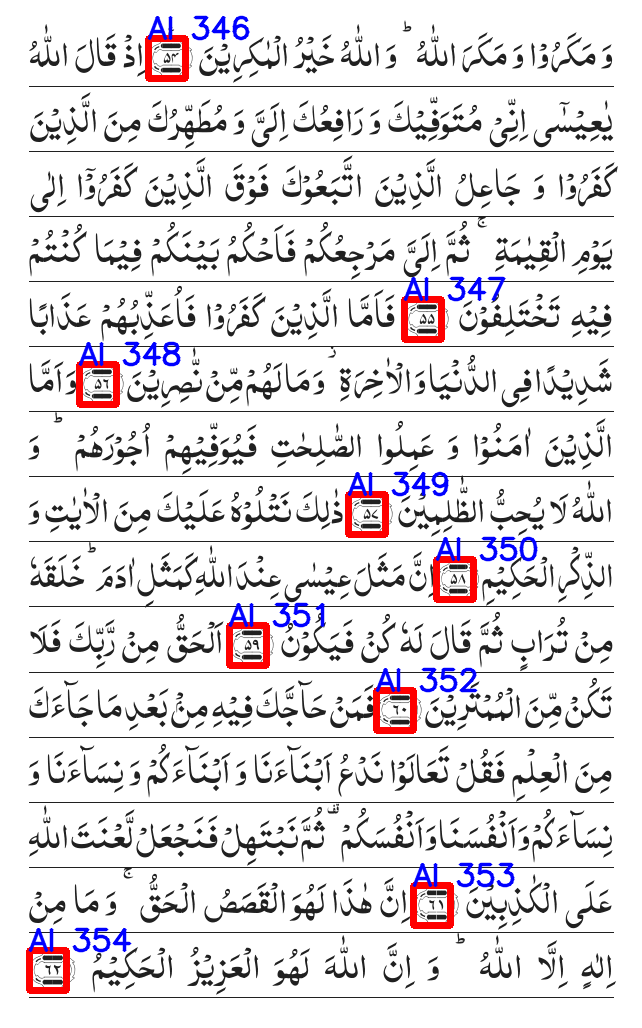 AI 346
وَ مَكَرُوۡا وَ مَكَرَ اللّٰهُ ؕ وَ اللّٰهُ خَيۡرُ الۡمٰكِرِيۡنَ ۝۵۴ اِذۡ قَالَ اللّٰهُ
يٰعِيۡسٰۤى اِنِّىۡ مُتَوَفِّيۡكَ وَ رَافِعُكَ اِلَىَّ وَ مُطَهِّرُكَ مِنَ الَّذِيۡنَ
كَفَرُوۡا وَ جَاعِلُ الَّذِيۡنَ اتَّبَعُوۡكَ فَوۡقَ الَّذِيۡنَ كَفَرُوۡۤا اِلٰى
يَوۡمِ الۡقِيٰمَةِ ۚ ثُمَّ اِلَىَّ مَرۡجِعُكُمۡ فَاَحۡكُمُ بَيۡنَكُمۡ فِيۡمَا كُنۡتُمۡ
AI 347
فِيۡهِ تَخۡتَلِفُوۡنَ ۝۵۵ فَاَمَّا الَّذِيۡنَ كَفَرُوۡا فَاُعَذِّبُهُمۡ عَذَابًا
AI 348
شَدِيۡدًا فِى الدُّنۡيَا وَ الۡاٰخِرَةِ ۫ وَ مَا لَهُمۡ مِّنۡ نّٰصِرِيۡنَ ۝۵۶ وَ اَمَّا
الَّذِيۡنَ اٰمَنُوۡا وَ عَمِلُوا الصّٰلِحٰتِ فَيُوَفِّيۡهِمۡ اُجُوۡرَهُمۡ ؕ وَ
AI 349
اللّٰهُ لَا يُحِبُّ الظّٰلِمِيۡنَ ۝۵۷ ذٰلِكَ نَتۡلُوۡهُ عَلَيۡكَ مِنَ الۡاٰيٰتِ وَ
AI 350
الذِّكۡرِ الۡحَكِيۡمِ ۝۵۸ اِنَّ مَثَلَ عِيۡسٰى عِنۡدَ اللّٰهِ كَمَثَلِ اٰدَمَ ؕ خَلَقَهٗ
AI 351
مِنۡ تُرَابٍ ثُمَّ قَالَ لَهٗ كُنۡ فَيَكُوۡنُ ۝۵۹ اَلۡحَقُّ مِنۡ رَّبِّكَ فَلَا
AI 352
تَكُنۡ مِّنَ الۡمُمۡتَرِيۡنَ ۝۶۰ فَمَنۡ حَآجَّكَ فِيۡهِ مِنۡۢ بَعۡدِ مَا جَآءَكَ
مِنَ الۡعِلۡمِ فَقُلۡ تَعَالَوۡا نَدۡعُ اَبۡنَآءَنَا وَ اَبۡنَآءَكُمۡ وَ نِسَآءَنَا وَ
نِسَآءَكُمۡ وَ اَنۡفُسَنَا وَ اَنۡفُسَكُمۡ ۟ ثُمَّ نَبۡتَهِلۡ فَنَجۡعَلۡ لَّعۡنَتَ اللّٰهِ
AI 353
عَلَى الۡكٰذِبِيۡنَ ۝۶۱ اِنَّ هٰذَا لَهُوَ الۡقَصَصُ الۡحَقُّ ۚ وَ مَا مِنۡ
AI 354
اِلٰهٍ اِلَّا اللّٰهُ ؕ وَ اِنَّ اللّٰهَ لَهُوَ الۡعَزِيۡزُ الۡحَكِيۡمُ ۝۶۲